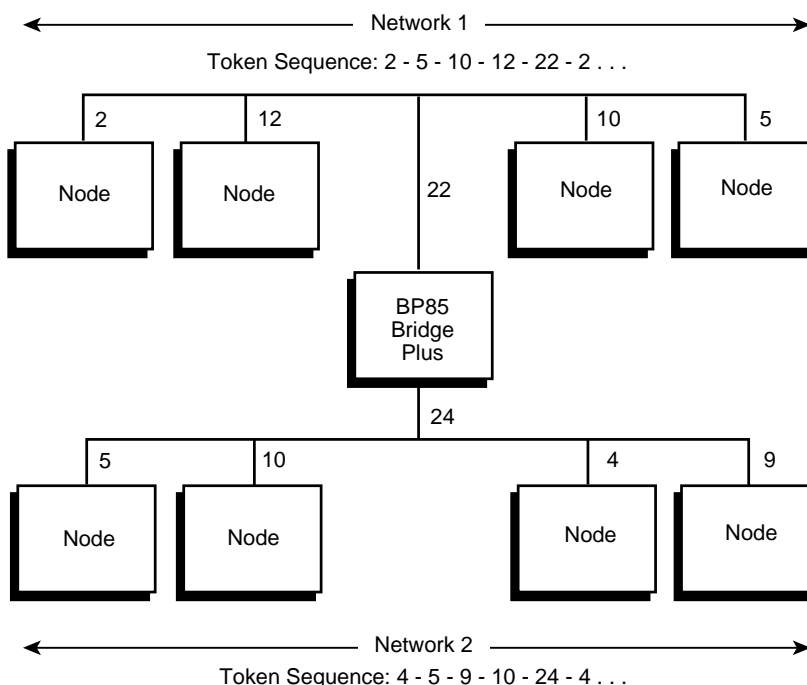 Network 1
Token Sequence: 2 - 5 - 10 - 12 - 22 - 2 . . .
2
12
10
5
Node
Node
22
Node
Node
BP85
Bridge
Plus
24
5
10
4
9
Node
Node
Node
Node
Network 2
Token Sequence: 4 - 5 - 9 - 10 - 24 - 4 . . .